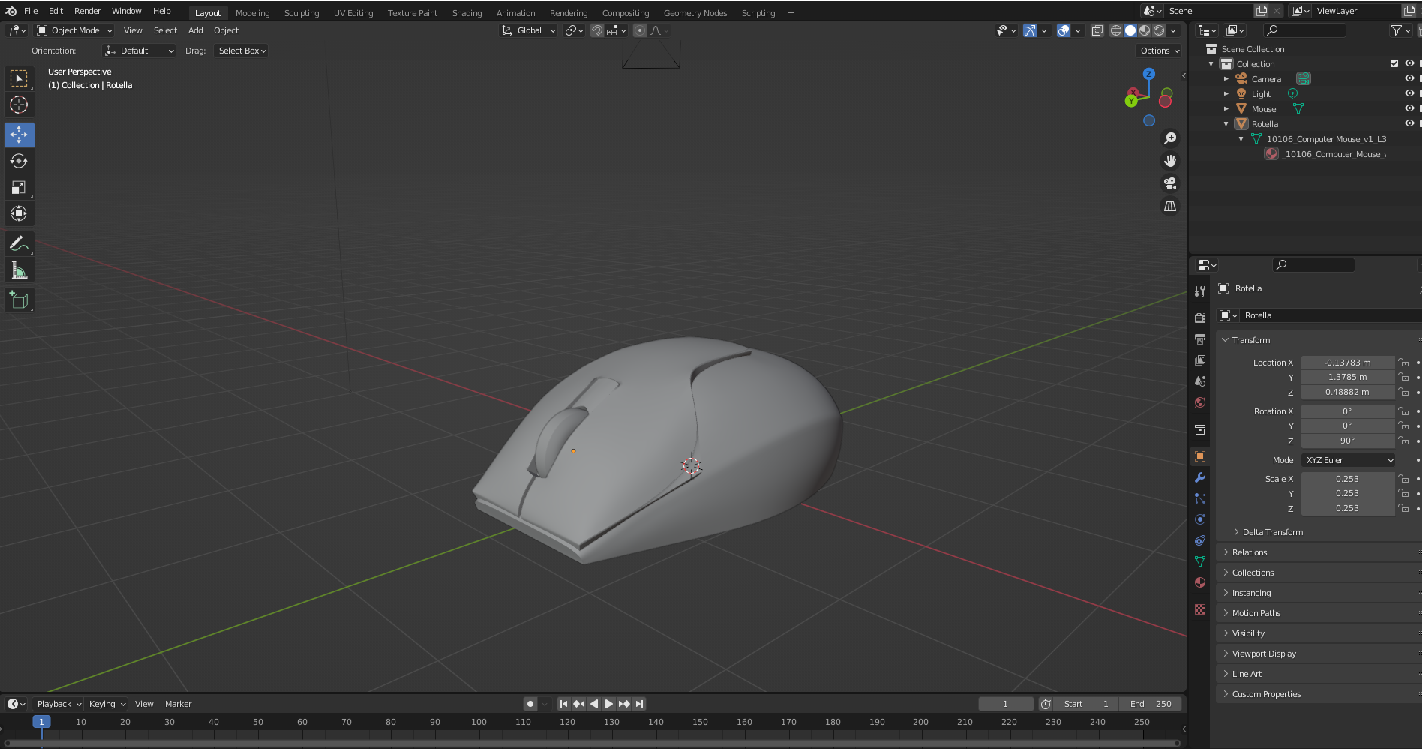 File Edit Render Window Help Layout Modeling Sculpting UV Editing Texture Paint Shading Animation Rendering Compositing Geometry Nodes Scripting + Scene ViewLayer
Object Mode View Select Add Object Global
Orientation: Default Drag: Select Box Options
User Perspective
(1) Collection | Rotella
Z
X
Y
Scene Collection
Collection
Camera
Light
Mouse
Rotella
10106_Computer Mouse_v1_L3
10106_Computer_Mouse_
Rotella
Rotella
Transform
Location X -0.13783 m
Y 1.3785 m
Z 0.48882 m
Rotation X 0°
Y 0°
Z -90°
Mode XYZ Euler
Scale X 0.253
Y 0.253
Z 0.253
Delta Transform
Relations
Collections
Instancing
Motion Paths
Visibility
Viewport Display
Line Art
Custom Properties
Playback Keying View Marker 1 Start 1 End 250
1 10 20 30 40 50 60 70 80 90 100 110 120 130 140 150 160 170 180 190 200 210 220 230 240 250